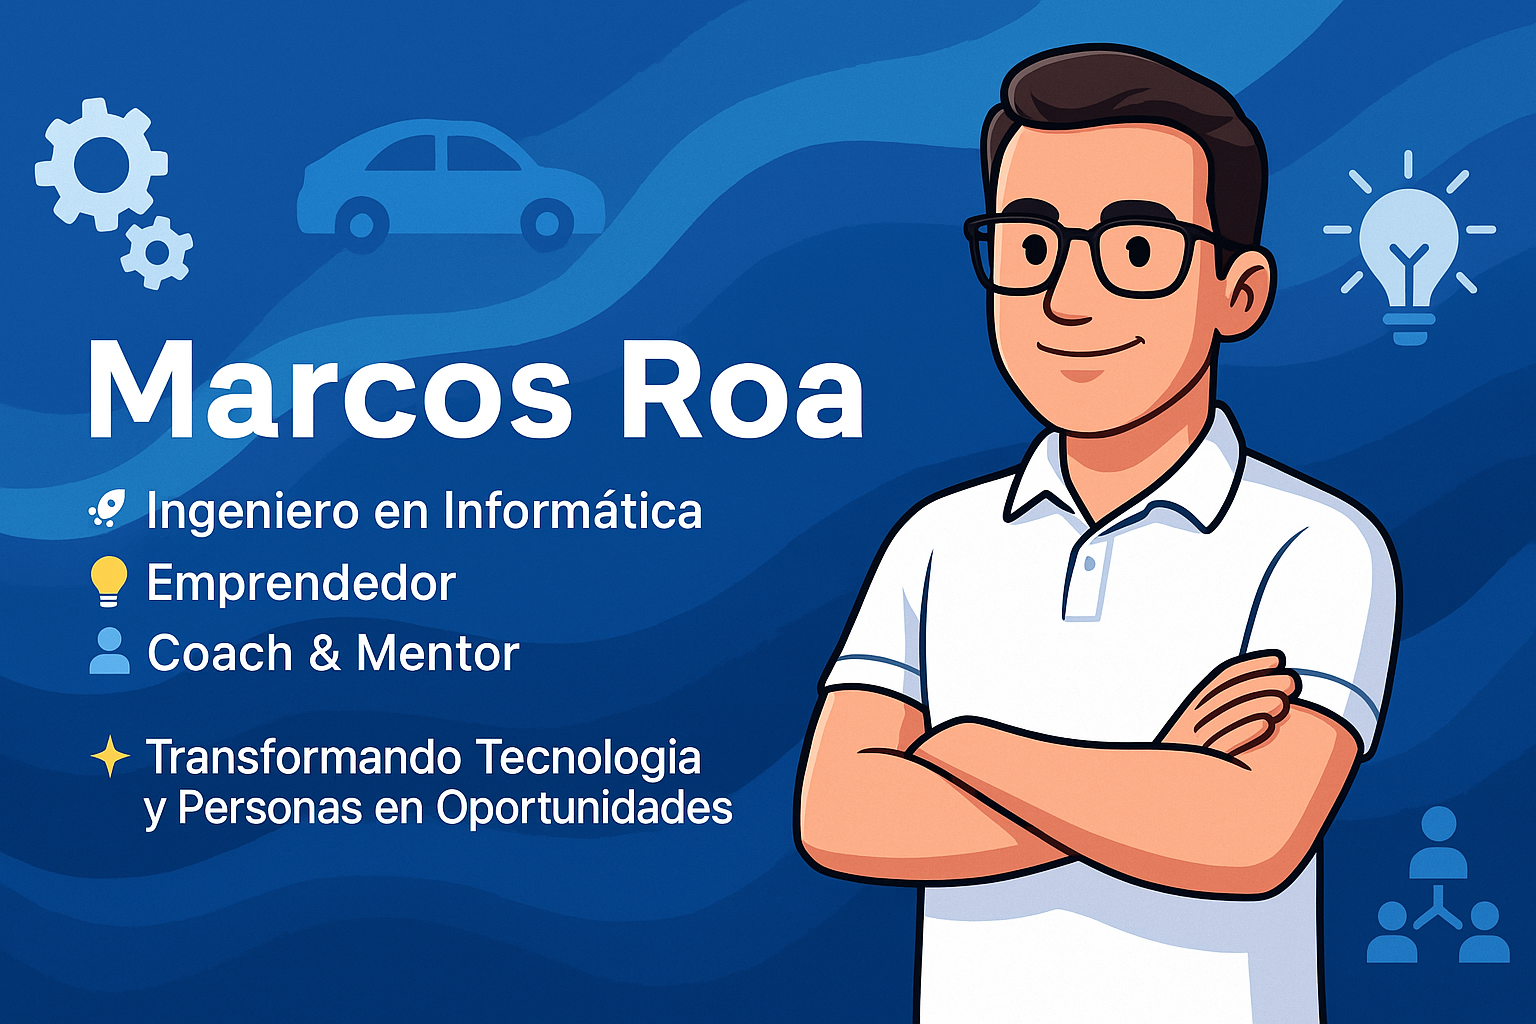 Marcos Roa
Ingeniero en Informática
Emprendedor
Coach & Mentor
Transformando Tecnologia
y Personas en Oportunidades